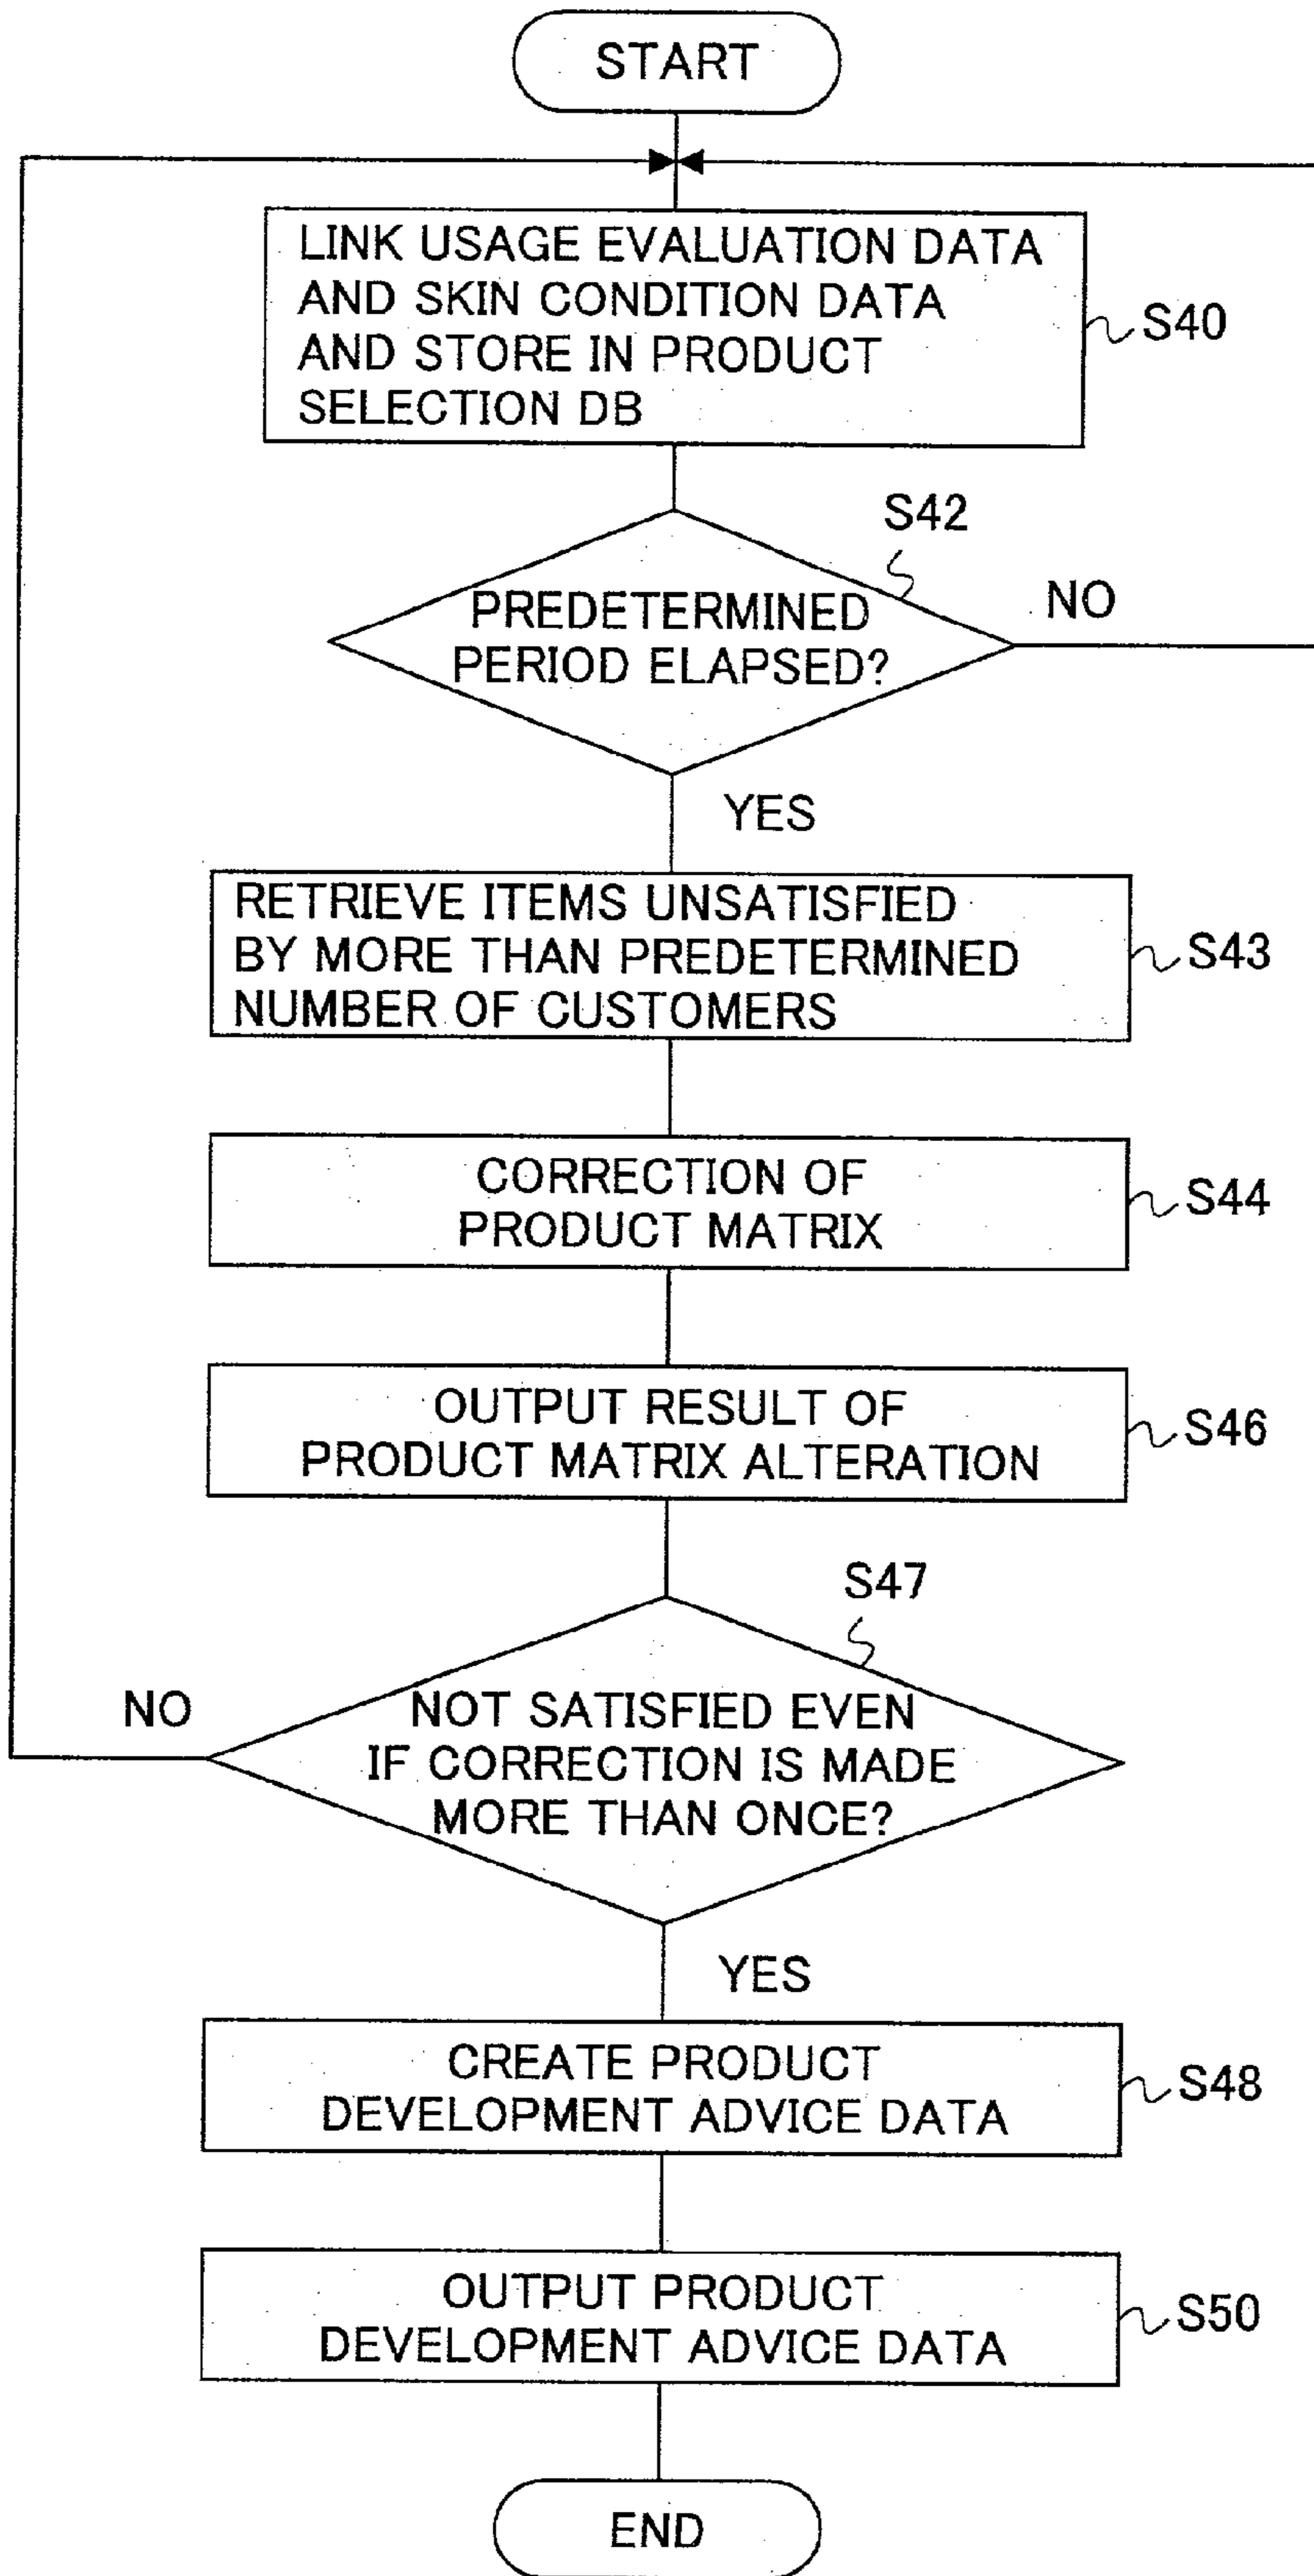 START
LINK USAGE EVALUATION DATA
AND SKIN CONDITION DATA
AND STORE IN PRODUCT
SELECTION DB
S40
S42
PREDETERMINED
PERIOD ELAPSED?
NO
YES
RETRIEVE ITEMS UNSATISFIED
BY MORE THAN PREDETERMINED
NUMBER OF CUSTOMERS
S43
CORRECTION OF
PRODUCT MATRIX
S44
OUTPUT RESULT OF
PRODUCT MATRIX ALTERATION
S46
S47
NO
NOT SATISFIED EVEN
IF CORRECTION IS MADE
MORE THAN ONCE?
YES
CREATE PRODUCT
DEVELOPMENT ADVICE DATA
S48
OUTPUT PRODUCT
DEVELOPMENT ADVICE DATA
S50
END